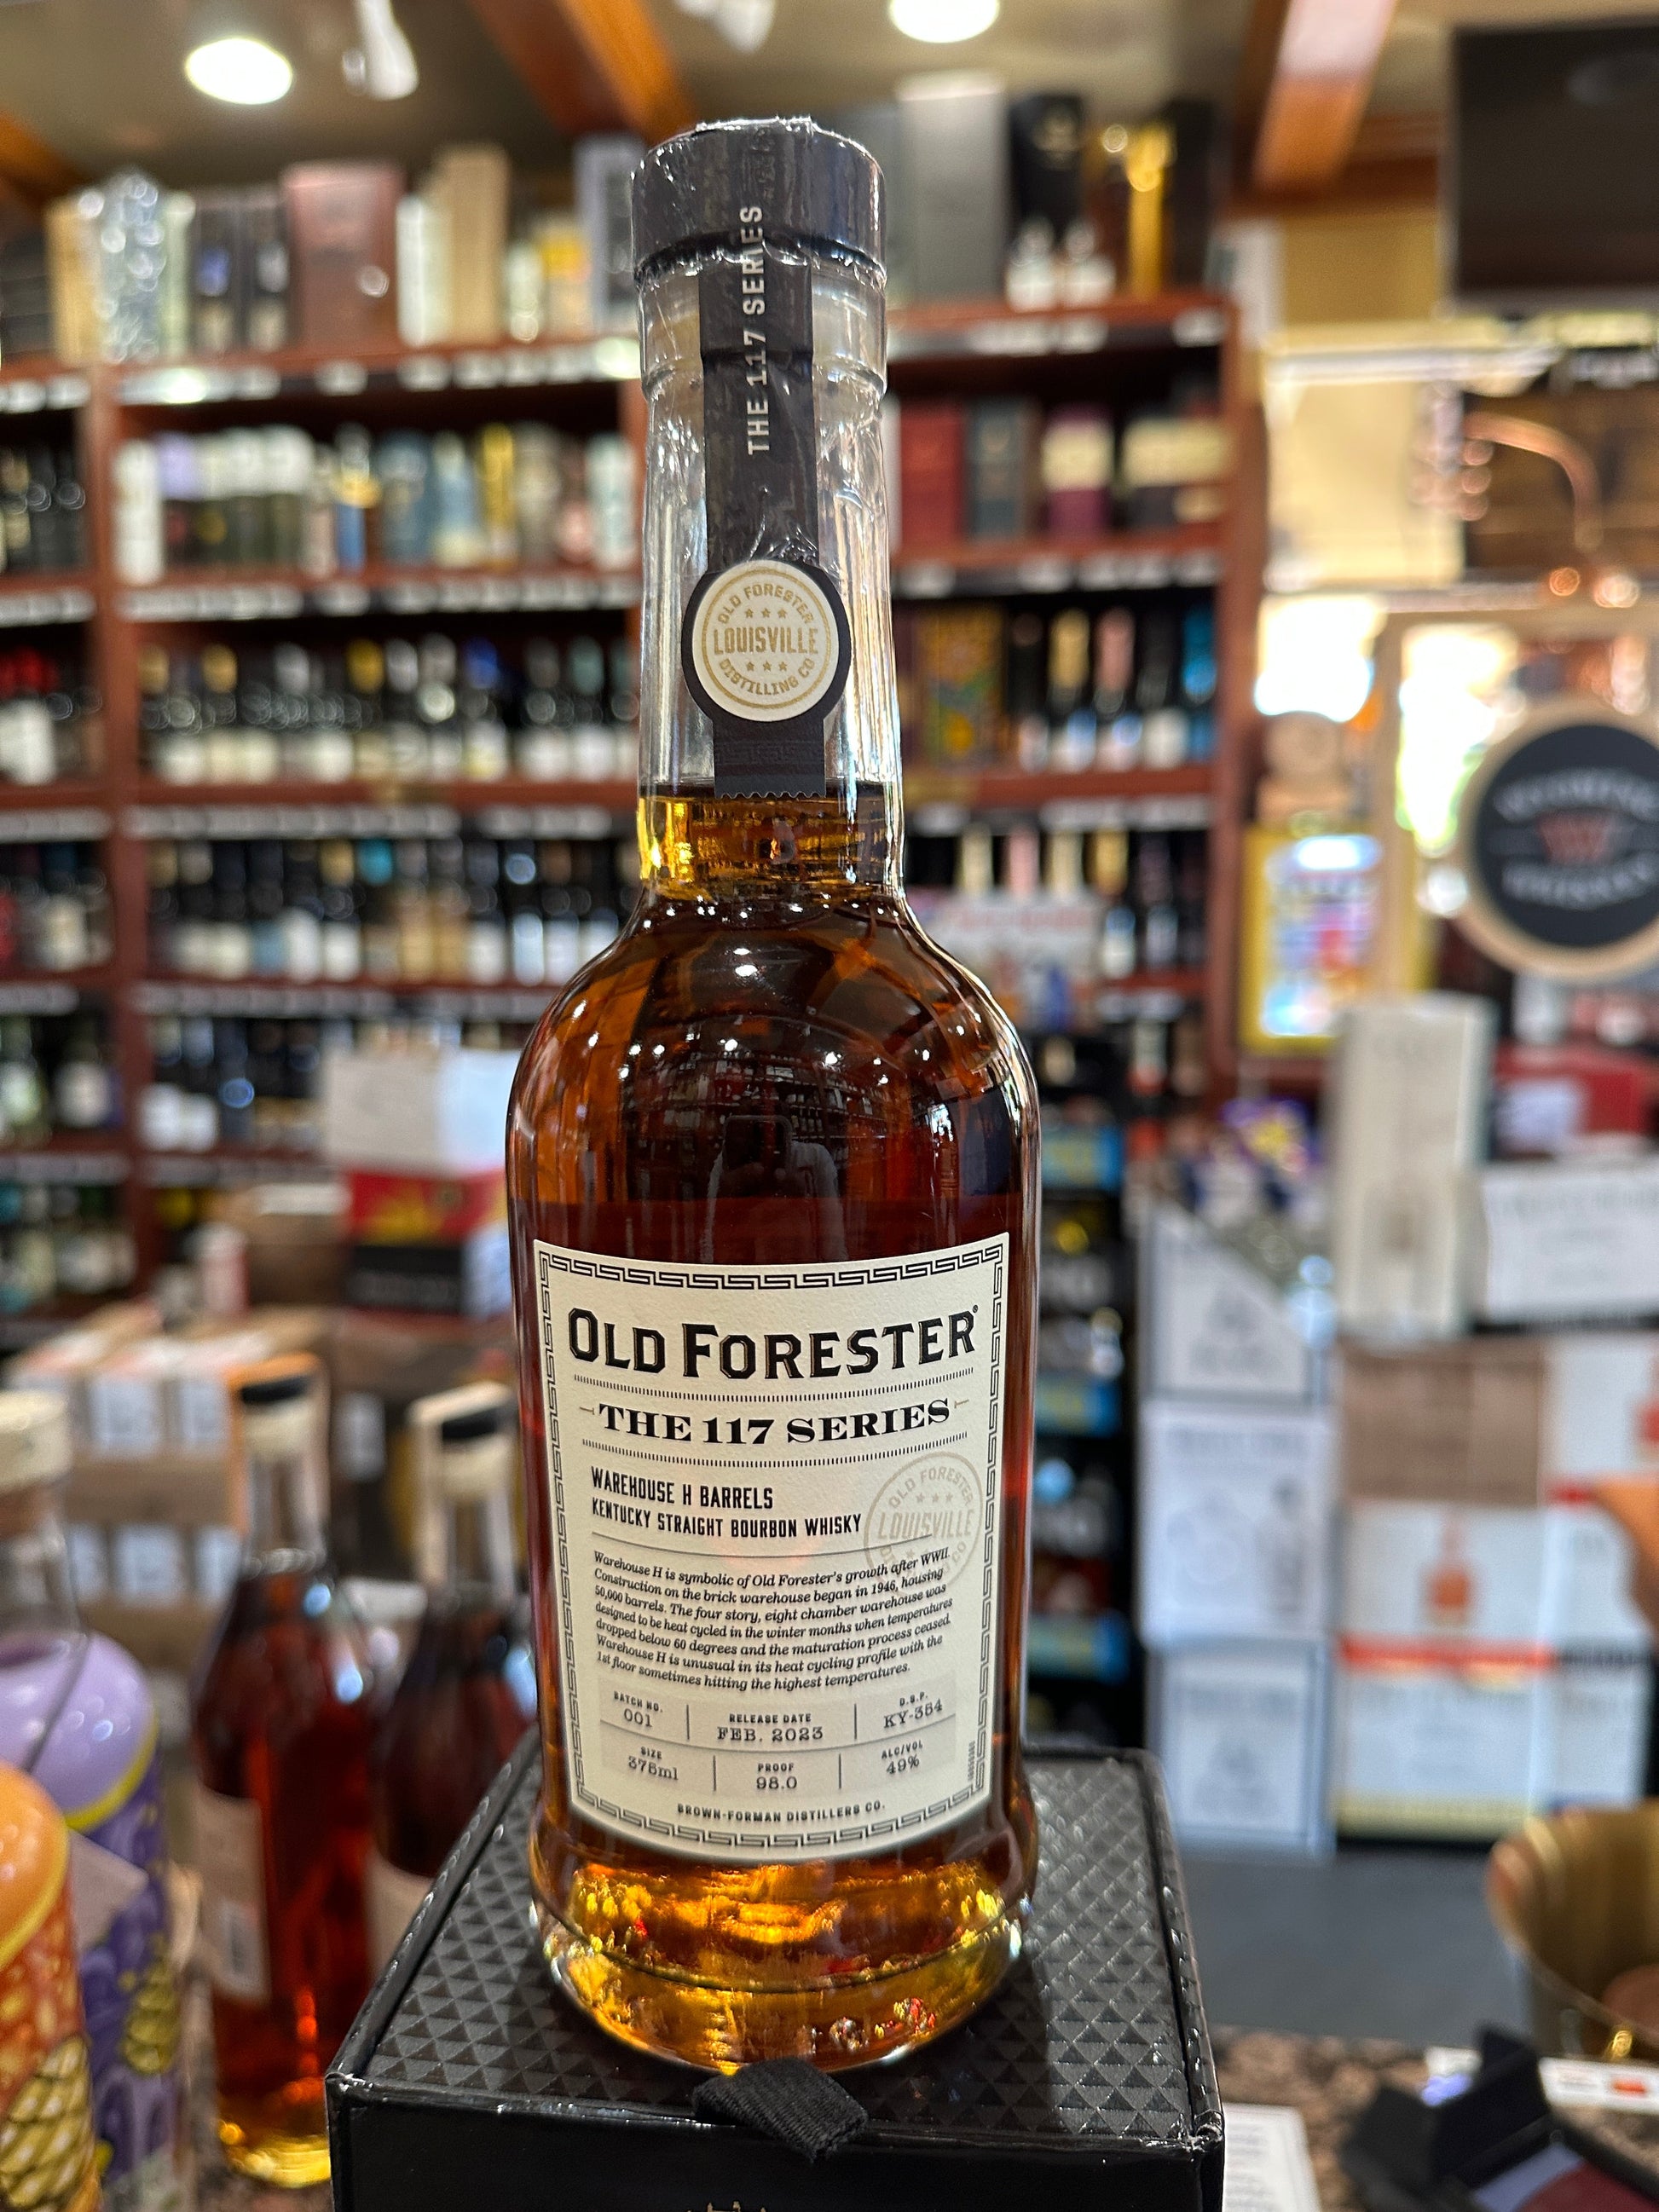 THE 117 SERIES
OLD FORESTER
LOUISVILLE
DISTILLING CO
OLD FORESTER®
THE 117 SERIES
WAREHOUSE H BARRELS
KENTUCKY STRAIGHT BOURBON WHISKY
OLD FORESTER
LOUISVILLE
Warehouse H is symbolic of Old Forester's growth after WWII.
Construction on the brick warehouse began in 1946, housing
50,000 barrels. The four story, eight chamber warehouse was
designed to be heat cycled in the winter months when temperatures
dropped below 60 degrees and the maturation process ceased.
Warehouse H is unusual in its heat cycling profile with the
1st floor sometimes hitting the highest temperatures.
BATCH NO. RELEASE DATE D.S.P.
001 FEB. 2023 KY-354
SIZE PROOF ALC/VOL
375ml 98.0 49%
BROWN-FORMAN DISTILLERS CO.